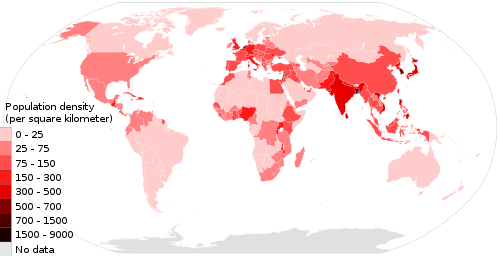 Population density
(per square kilometer)
0 - 25
25 - 75
75 - 150
150 - 300
300 - 500
500 - 700
700 - 1500
1500 - 9000
No data